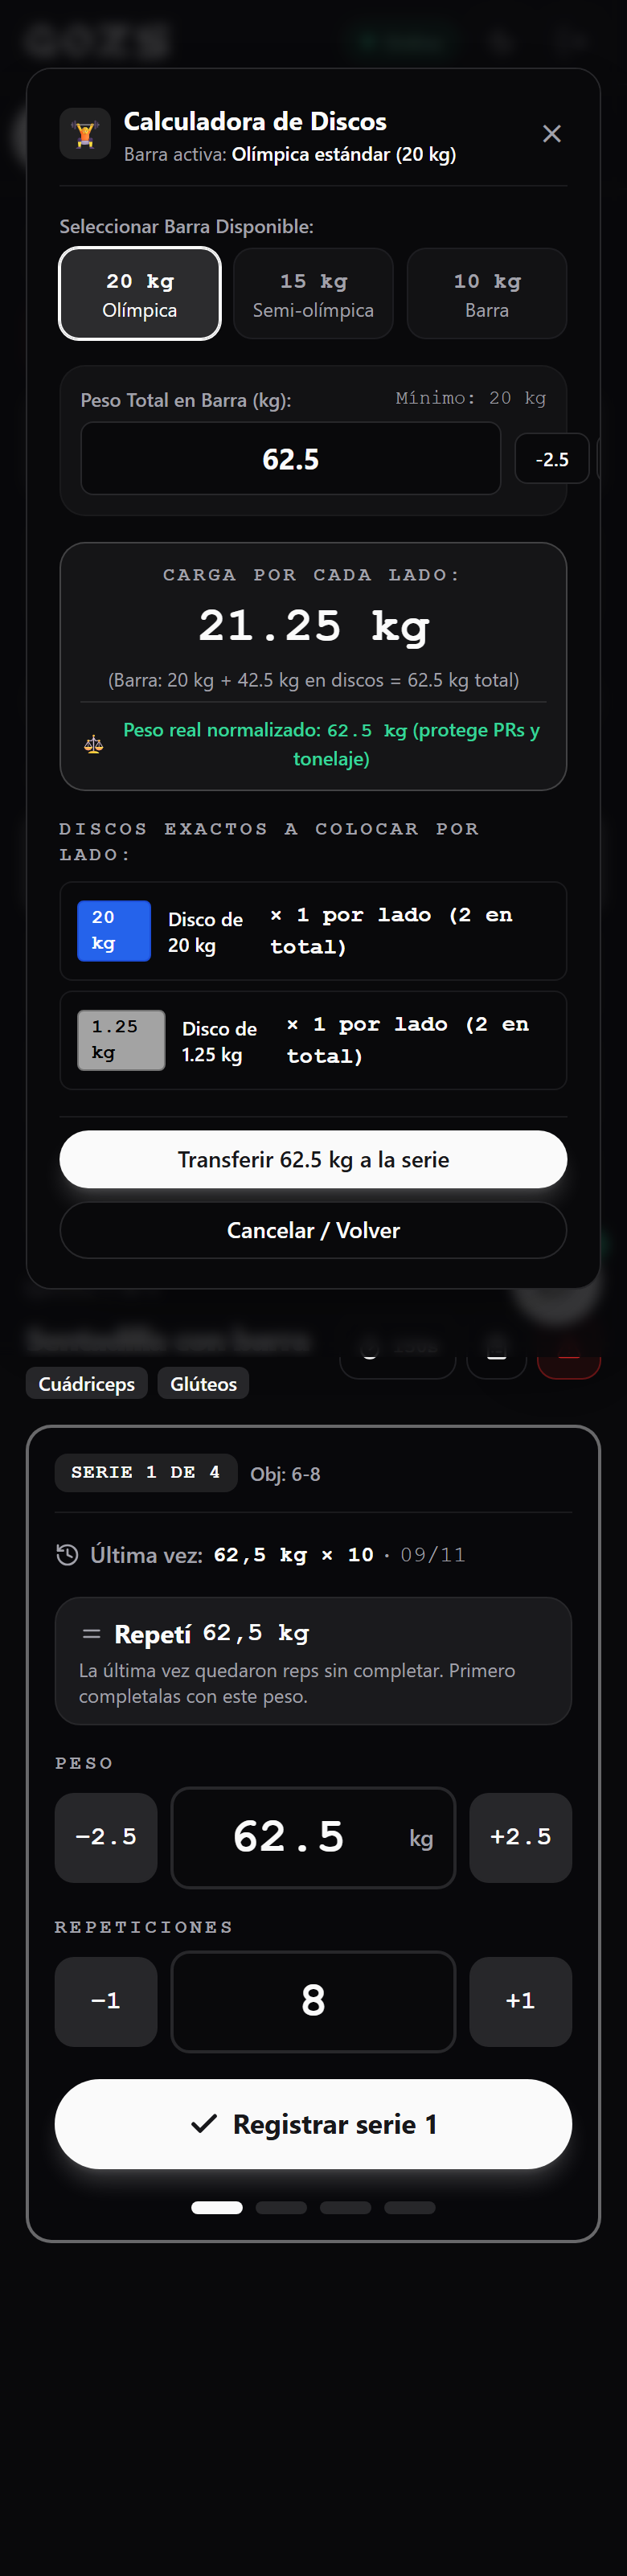 Calculadora de Discos
Barra activa: Olímpica estándar (20 kg)
Seleccionar Barra Disponible:
20 kg
Olímpica
15 kg
Semi-olímpica
10 kg
Barra
Peso Total en Barra (kg):
Mínimo: 20 kg
62.5
-2.5
CARGA POR CADA LADO:
21.25 kg
(Barra: 20 kg + 42.5 kg en discos = 62.5 kg total)
Peso real normalizado: 62.5 kg (protege PRs y
tonelaje)
DISCOS EXACTOS A COLOCAR POR
LADO:
20
kg
Disco de
20 kg
× 1 por lado (2 en
total)
1.25
kg
Disco de
1.25 kg
× 1 por lado (2 en
total)
Transferir 62.5 kg a la serie
Cancelar / Volver
Cuádriceps
Glúteos
SERIE 1 DE 4
Obj: 6-8
Última vez: 62,5 kg × 10 · 09/11
= Repetí 62,5 kg
La última vez quedaron reps sin completar. Primero
completalas con este peso.
PESO
−2.5
62.5
kg
+2.5
REPETICIONES
−1
8
+1
Registrar serie 1